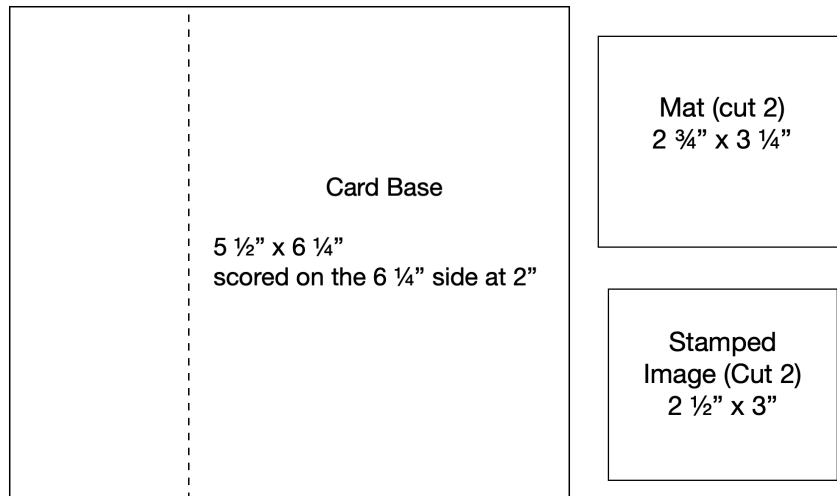 Card Base
5 ½” x 6 ¼”
scored on the 6 ¼” side at 2”
Mat (cut 2)
2 ¾” x 3 ¼”
Stamped
Image (Cut 2)
2 ½” x 3”